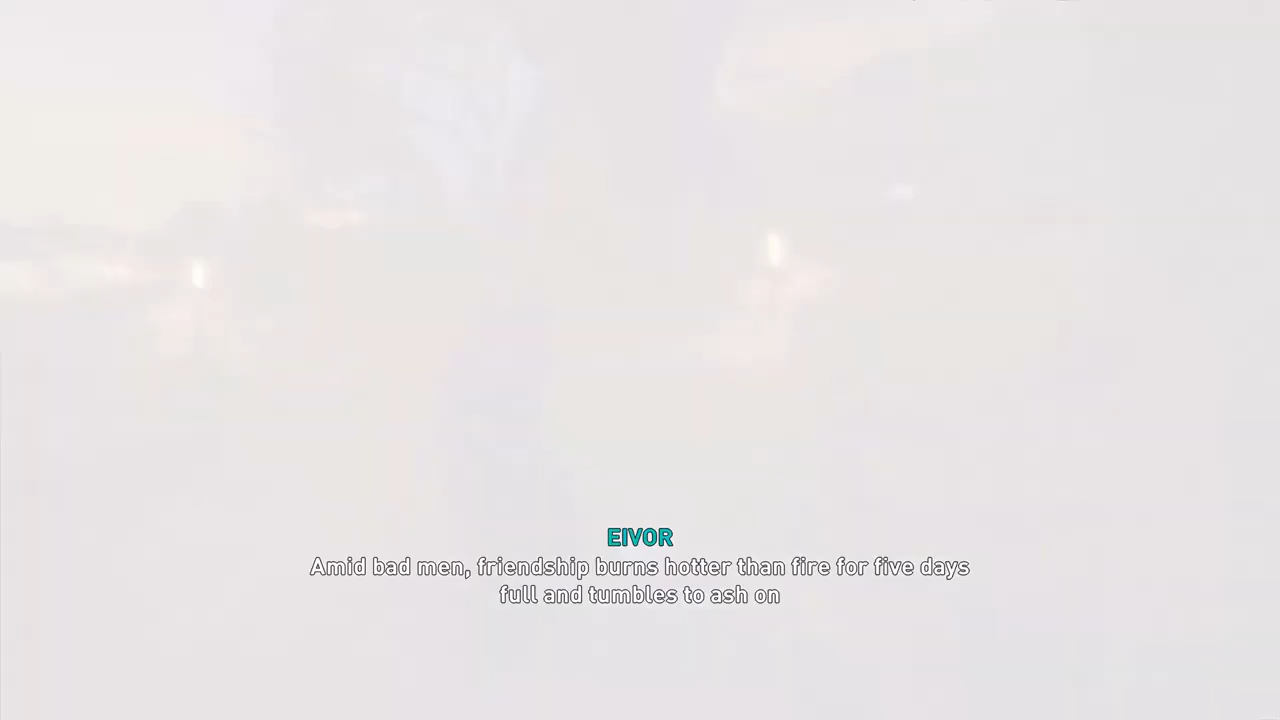 EIVOR
Amid bad men, friendship burns hotter than fire for five days
full and tumbles to ash on